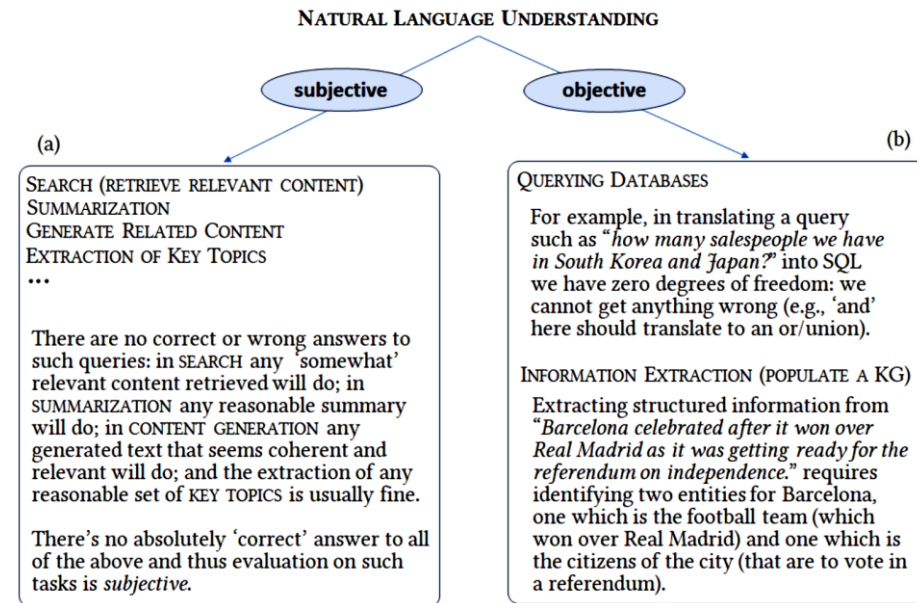 NATURAL LANGUAGE UNDERSTANDING
subjective
objective
(a)
SEARCH (RETRIEVE RELEVANT CONTENT)
SUMMARIZATION
GENERATE RELATED CONTENT
EXTRACTION OF KEY TOPICS
...
There are no correct or wrong answers to
such queries: in SEARCH any ‘somewhat’
relevant content retrieved will do; in
SUMMARIZATION any reasonable summary
will do; in CONTENT GENERATION any
generated text that seems coherent and
relevant will do; and the extraction of any
reasonable set of KEY TOPICS is usually fine.
There’s no absolutely ‘correct’ answer to all
of the above and thus evaluation on such
tasks is subjective.
(b)
QUERYING DATABASES
For example, in translating a query
such as “how many salespeople we have
in South Korea and Japan?” into SQL
we have zero degrees of freedom: we
cannot get anything wrong (e.g., ‘and’
here should translate to an or/union).
INFORMATION EXTRACTION (POPULATE A KG)
Extracting structured information from
“Barcelona celebrated after it won over
Real Madrid as it was getting ready for the
referendum on independence.” requires
identifying two entities for Barcelona,
one which is the football team (which
won over Real Madrid) and one which is
the citizens of the city (that are to vote in
a referendum).